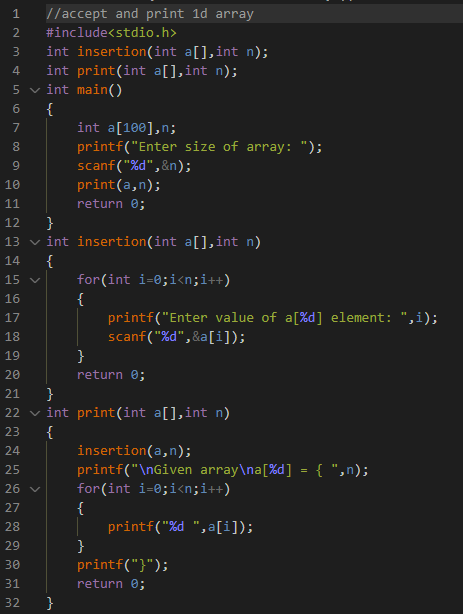 1 //accept and print 1d array
2 #include<stdio.h>
3 int insertion(int a[],int n);
4 int print(int a[],int n);
5 int main()
6 {
7     int a[100],n;
8     printf("Enter size of array: ");
9     scanf("%d",&n);
10     print(a,n);
11     return 0;
12 }
13 int insertion(int a[],int n)
14 {
15     for(int i=0;i<n;i++)
16     {
17         printf("Enter value of a[%d] element: ",i);
18         scanf("%d",&a[i]);
19     }
20     return 0;
21 }
22 int print(int a[],int n)
23 {
24     insertion(a,n);
25     printf("\nGiven array\na[%d] = { ",n);
26     for(int i=0;i<n;i++)
27     {
28         printf("%d ",a[i]);
29     }
30     printf("}");
31     return 0;
32 }